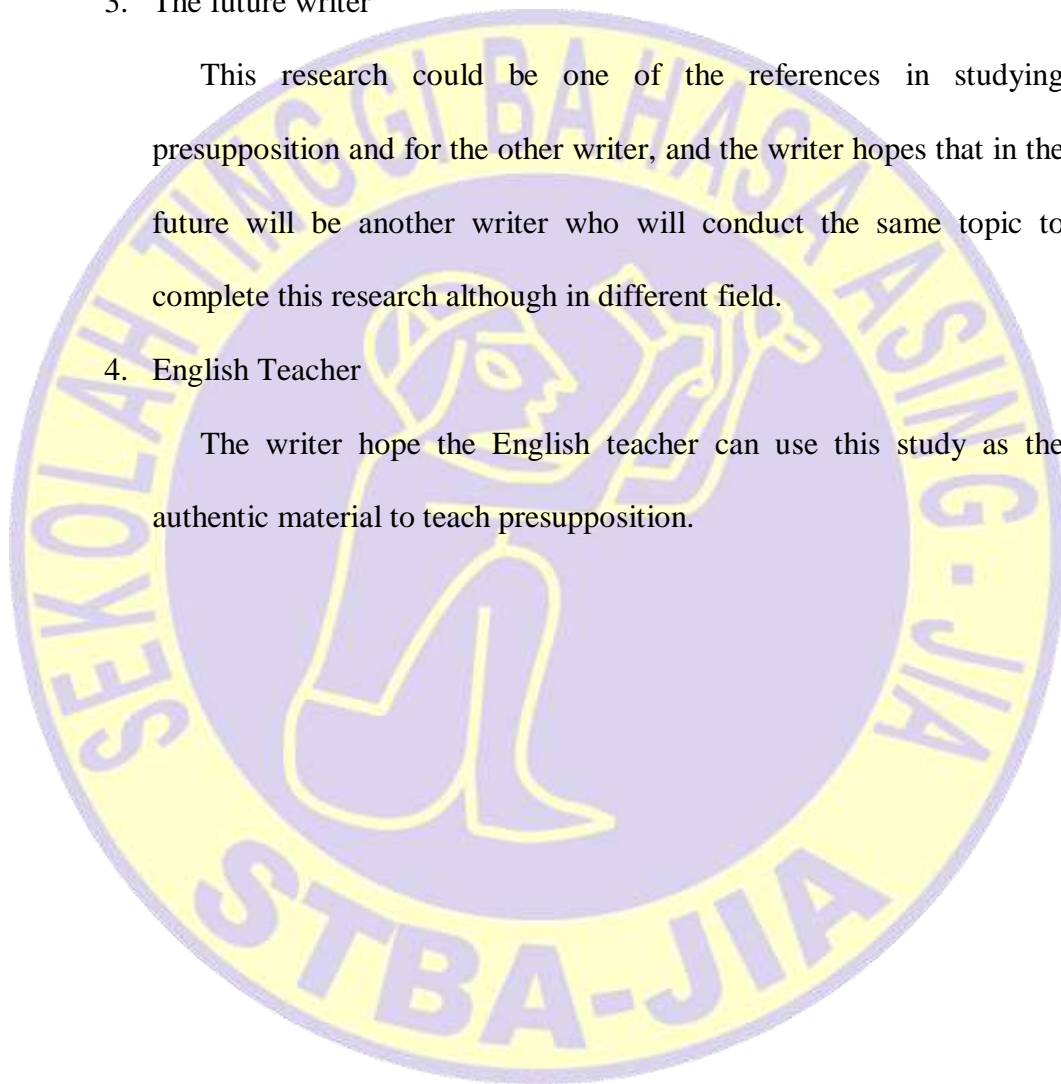 3. The future writer
This research could be one of the references in studying
presupposition and for the other writer, and the writer hopes that in the
future will be another writer who will conduct the same topic to
complete this research although in different field.
4. English Teacher
The writer hope the English teacher can use this study as the
authentic material to teach presupposition.
SEKOLAH TINGGI BAHASA ASING - JIA
STBA-JIA